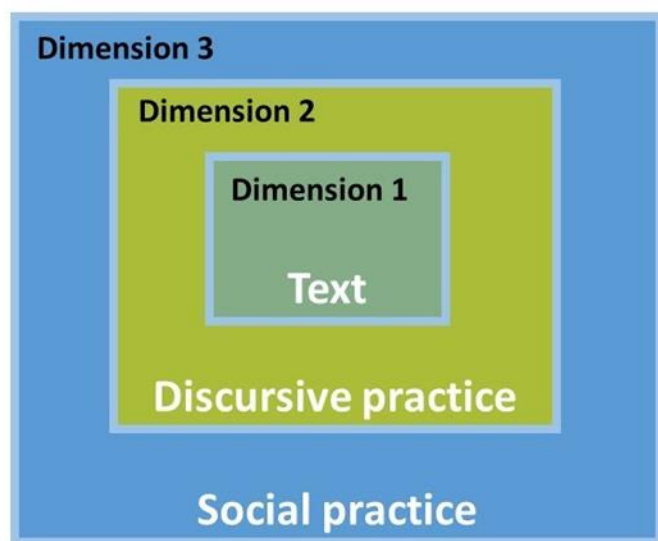 Dimension 3
Dimension 2
Dimension 1
Text
Discursive practice
Social practice